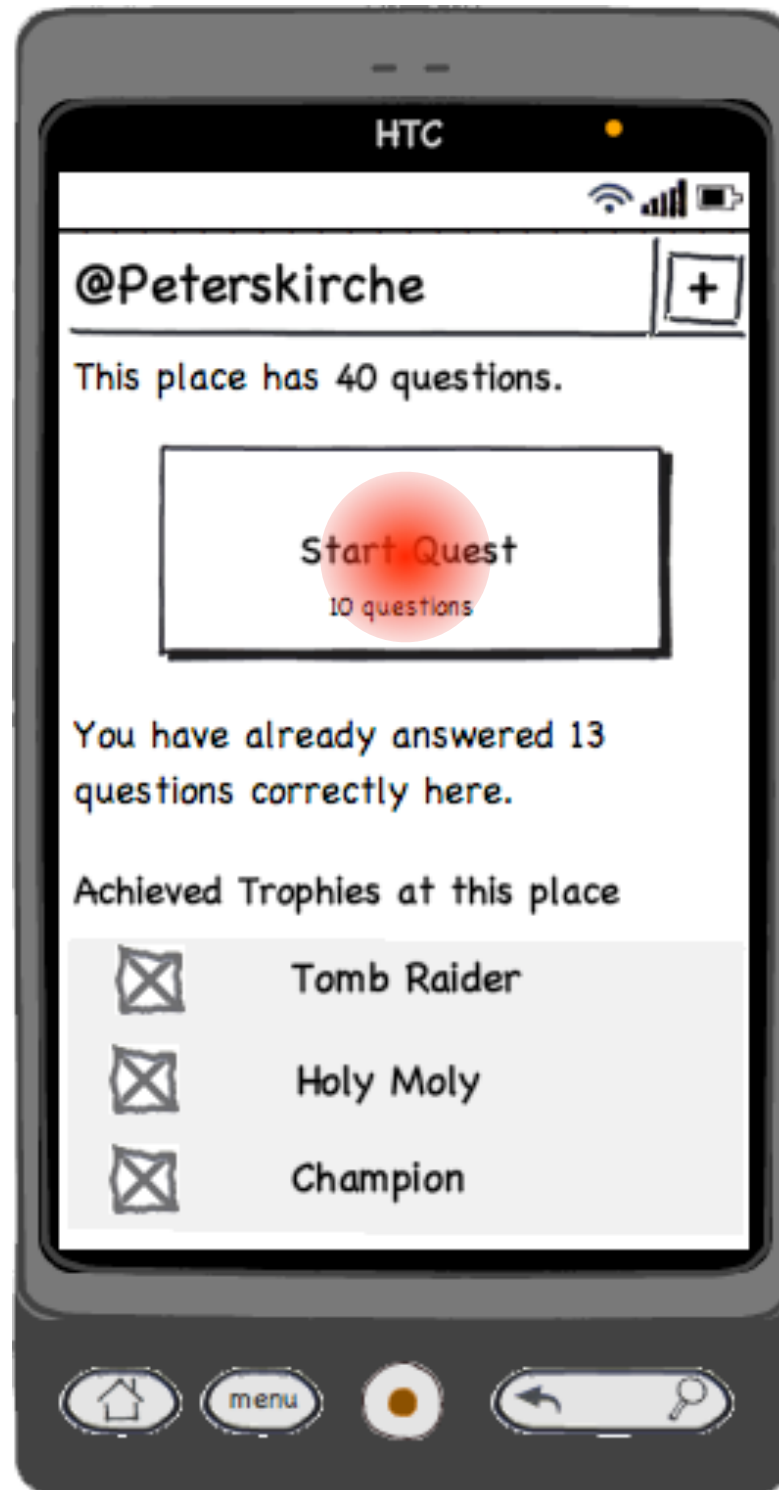 HTC
@Peterskirche
+
This place has 40 questions.
Start Quest
10 questions
You have already answered 13
questions correctly here.
Achieved Trophies at this place
Tomb Raider
Holy Moly
Champion
menu